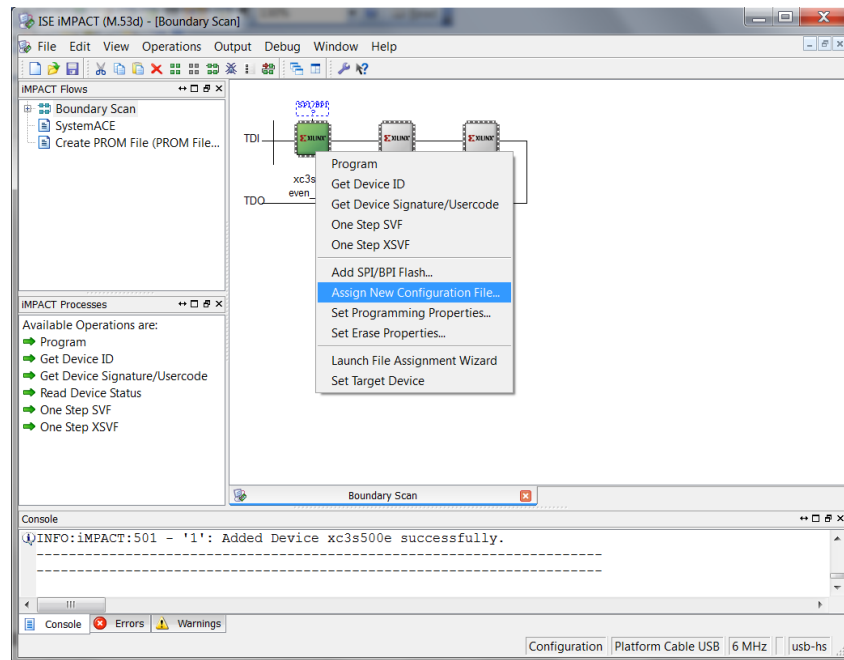 ISE iMPACT (M.53d) - [Boundary Scan]
File Edit View Operations Output Debug Window Help
iMPACT Flows
Boundary Scan
SystemACE
Create PROM File (PROM File...
SPI/BPI
?
TDI
XILINX
XILINX
XILINX
xc3s
even_
TDO
Program
Get Device ID
Get Device Signature/Usercode
One Step SVF
One Step XSVF
Add SPI/BPI Flash...
Assign New Configuration File...
Set Programming Properties...
Set Erase Properties...
Launch File Assignment Wizard
Set Target Device
iMPACT Processes
Available Operations are:
Program
Get Device ID
Get Device Signature/Usercode
Read Device Status
One Step SVF
One Step XSVF
Boundary Scan
Console
INFO:iMPACT:501 - '1': Added Device xc3s500e successfully.
----------------------------------------------------------------------
----------------------------------------------------------------------
Console Errors Warnings
Configuration Platform Cable USB 6 MHz usb-hs